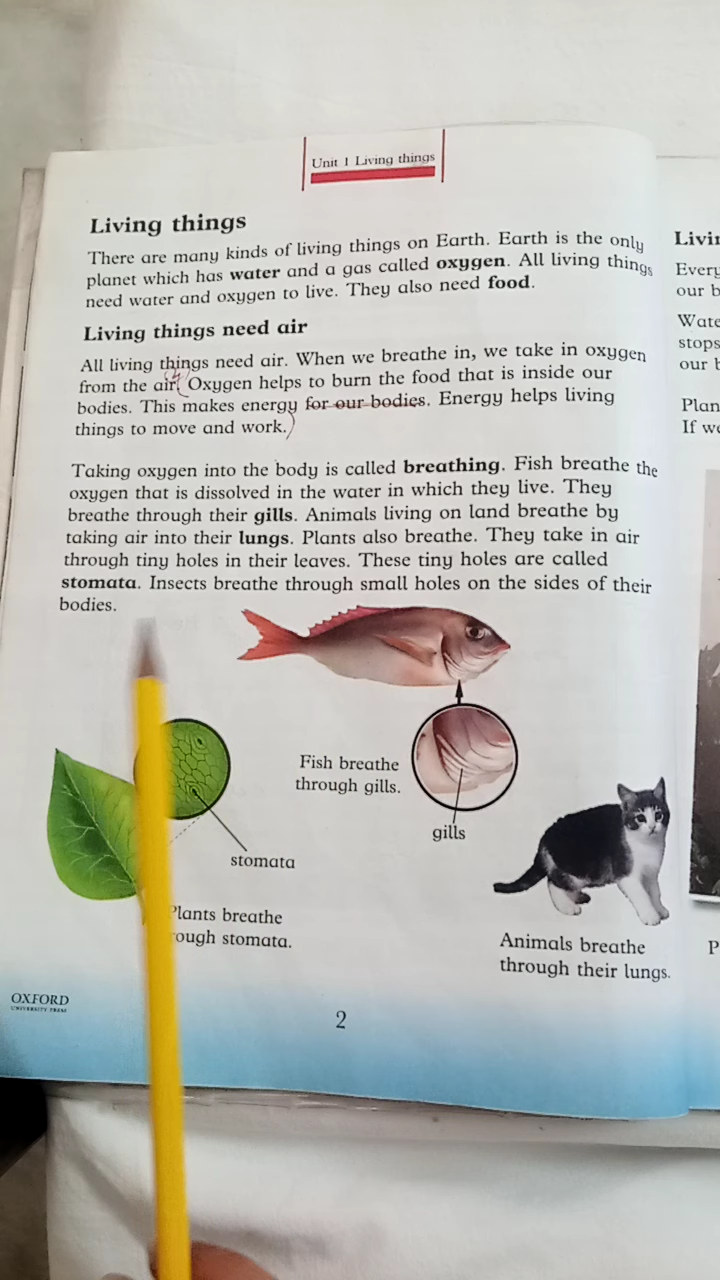 Unit 1 Living things
Living things
There are many kinds of living things on Earth. Earth is the only
planet which has water and a gas called oxygen. All living things
need water and oxygen to live. They also need food.
Living things need air
All living things need air. When we breathe in, we take in oxygen
from the air. Oxygen helps to burn the food that is inside our
bodies. This makes energy for our bodies. Energy helps living
things to move and work.
Taking oxygen into the body is called breathing. Fish breathe the
oxygen that is dissolved in the water in which they live. They
breathe through their gills. Animals living on land breathe by
taking air into their lungs. Plants also breathe. They take in air
through tiny holes in their leaves. These tiny holes are called
stomata. Insects breathe through small holes on the sides of their
bodies.
Fish breathe
through gills.
gills
stomata
Plants breathe
rough stomata.
Animals breathe
through their lungs.
OXFORD
UNIVERSITY PRESS
2
Livin
Every
our b
Wate
stops
our b
Plan
If we
P